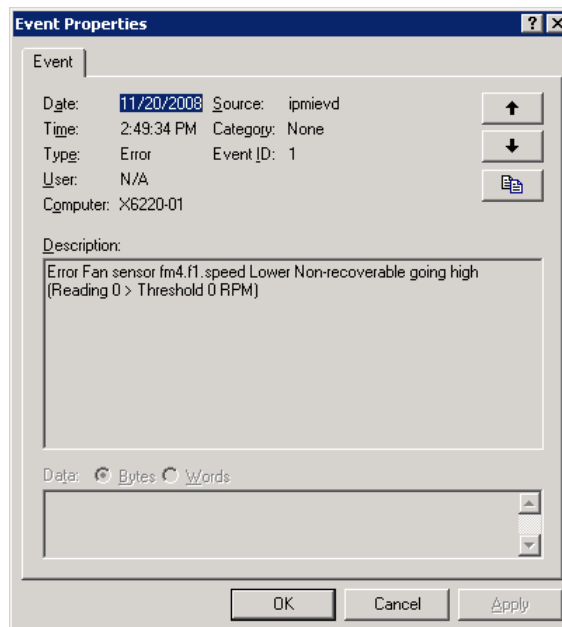 Event Properties
Event
Date: 11/20/2008 Source: ipmievd
Time: 2:49:34 PM Category: None
Type: Error Event ID: 1
User: N/A
Computer: X6220-01
Description:
Error Fan sensor fm4.f1.speed Lower Non-recoverable going high
(Reading 0 > Threshold 0 RPM)
Data: Bytes Words
OK Cancel Apply